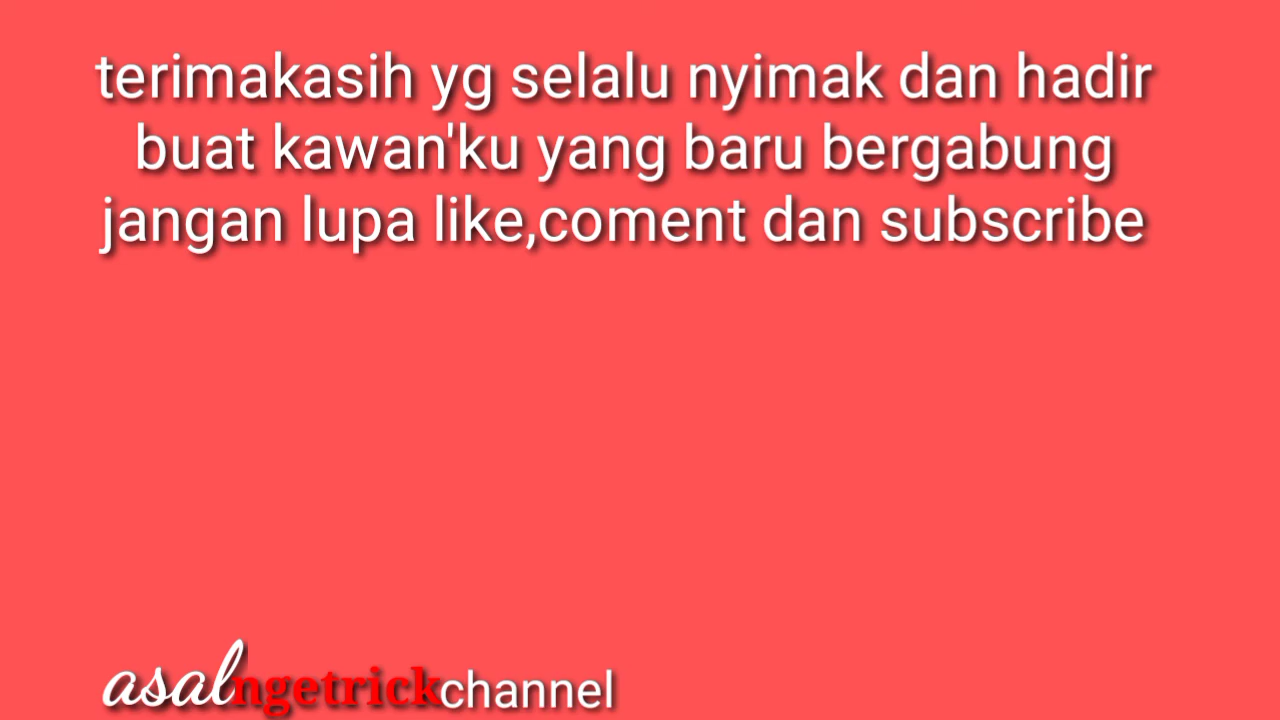 terimakasih yg selalu nyimak dan hadir
buat kawan'ku yang baru bergabung
jangan lupa like,coment dan subscribe
asalngetrickchannel